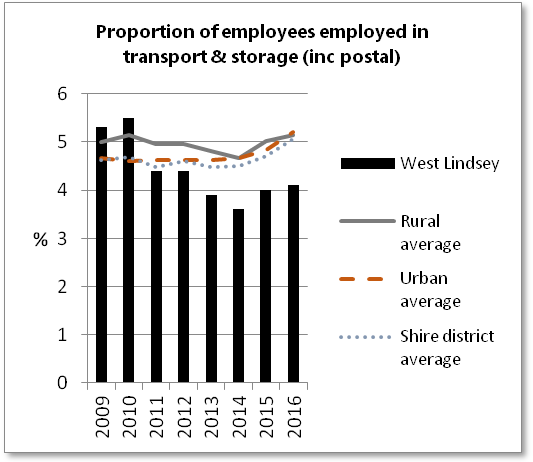 Proportion of employees employed in
transport & storage (inc postal)
6
5
4
3
2
1
0
%
2009
2010
2011
2012
2013
2014
2015
2016
West Lindsey
Rural
average
Urban
average
Shire district
average